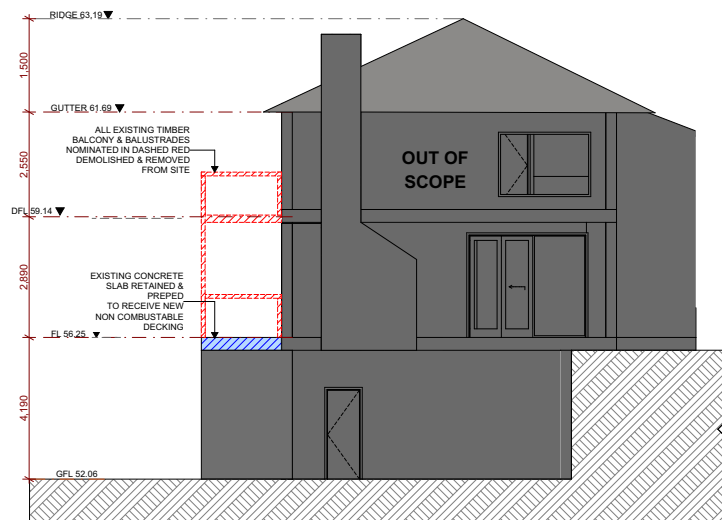 RIDGE 63.19
1,500
GUTTER 61.69
ALL EXISTING TIMBER
BALCONY & BALUSTRADES
NOMINATED IN DASHED RED
DEMOLISHED & REMOVED
FROM SITE
OUT OF
SCOPE
2,550
DFL 59.14
2,890
EXISTING CONCRETE
SLAB RETAINED &
PREPED
TO RECEIVE NEW
NON COMBUSTABLE
DECKING
FL 56.25
4,190
GFL 52.06